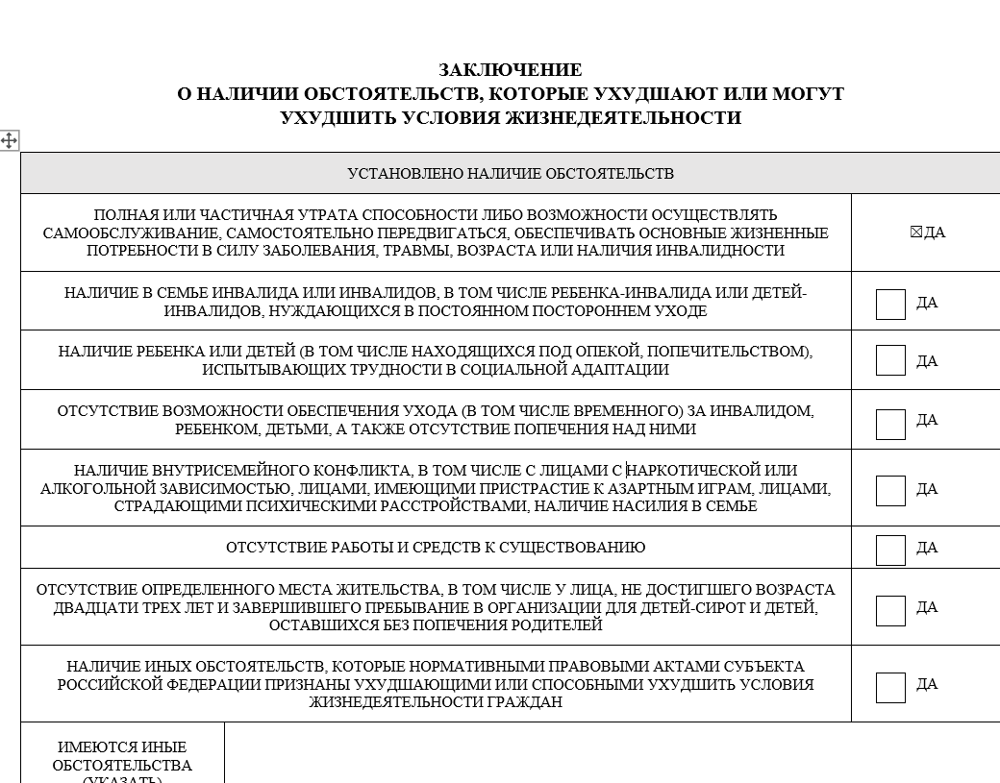 ЗАКЛЮЧЕНИЕ
О НАЛИЧИИ ОБСТОЯТЕЛЬСТВ, КОТОРЫЕ УХУДШАЮТ ИЛИ МОГУТ
УХУДШИТЬ УСЛОВИЯ ЖИЗНЕДЕЯТЕЛЬНОСТИ
УСТАНОВЛЕНО НАЛИЧИЕ ОБСТОЯТЕЛЬСТВ
ПОЛНАЯ ИЛИ ЧАСТИЧНАЯ УТРАТА СПОСОБНОСТИ ЛИБО ВОЗМОЖНОСТИ ОСУЩЕСТВЛЯТЬ
САМООБСЛУЖИВАНИЕ, САМОСТОЯТЕЛЬНО ПЕРЕДВИГАТЬСЯ, ОБЕСПЕЧИВАТЬ ОСНОВНЫЕ ЖИЗНЕННЫЕ
ПОТРЕБНОСТИ В СИЛУ ЗАБОЛЕВАНИЯ, ТРАВМЫ, ВОЗРАСТА ИЛИ НАЛИЧИЯ ИНВАЛИДНОСТИ
☒ДА
НАЛИЧИЕ В СЕМЬЕ ИНВАЛИДА ИЛИ ИНВАЛИДОВ, В ТОМ ЧИСЛЕ РЕБЕНКА-ИНВАЛИДА ИЛИ ДЕТЕЙ-
ИНВАЛИДОВ, НУЖДАЮЩИХСЯ В ПОСТОЯННОМ ПОСТОРОННЕМ УХОДЕ
ДА
НАЛИЧИЕ РЕБЕНКА ИЛИ ДЕТЕЙ (В ТОМ ЧИСЛЕ НАХОДЯЩИХСЯ ПОД ОПЕКОЙ, ПОПЕЧИТЕЛЬСТВОМ),
ИСПЫТЫВАЮЩИХ ТРУДНОСТИ В СОЦИАЛЬНОЙ АДАПТАЦИИ
ДА
ОТСУТСТВИЕ ВОЗМОЖНОСТИ ОБЕСПЕЧЕНИЯ УХОДА (В ТОМ ЧИСЛЕ ВРЕМЕННОГО) ЗА ИНВАЛИДОМ,
РЕБЕНКОМ, ДЕТЬМИ, А ТАКЖЕ ОТСУТСТВИЕ ПОПЕЧЕНИЯ НАД НИМИ
ДА
НАЛИЧИЕ ВНУТРИСЕМЕЙНОГО КОНФЛИКТА, В ТОМ ЧИСЛЕ С ЛИЦАМИ С НАРКОТИЧЕСКОЙ ИЛИ
АЛКОГОЛЬНОЙ ЗАВИСИМОСТЬЮ, ЛИЦАМИ, ИМЕЮЩИМИ ПРИСТРАСТИЕ К АЗАРТНЫМ ИГРАМ, ЛИЦАМИ,
СТРАДАЮЩИМИ ПСИХИЧЕСКИМИ РАССТРОЙСТВАМИ, НАЛИЧИЕ НАСИЛИЯ В СЕМЬЕ
ДА
ОТСУТСТВИЕ РАБОТЫ И СРЕДСТВ К СУЩЕСТВОВАНИЮ
ДА
ОТСУТСТВИЕ ОПРЕДЕЛЕННОГО МЕСТА ЖИТЕЛЬСТВА, В ТОМ ЧИСЛЕ У ЛИЦА, НЕ ДОСТИГШЕГО ВОЗРАСТА
ДВАДЦАТИ ТРЕХ ЛЕТ И ЗАВЕРШИВШЕГО ПРЕБЫВАНИЕ В ОРГАНИЗАЦИИ ДЛЯ ДЕТЕЙ-СИРОТ И ДЕТЕЙ,
ОСТАВШИХСЯ БЕЗ ПОПЕЧЕНИЯ РОДИТЕЛЕЙ
ДА
НАЛИЧИЕ ИНЫХ ОБСТОЯТЕЛЬСТВ, КОТОРЫЕ НОРМАТИВНЫМИ ПРАВОВЫМИ АКТАМИ СУБЪЕКТА
РОССИЙСКОЙ ФЕДЕРАЦИИ ПРИЗНАНЫ УХУДШАЮЩИМИ ИЛИ СПОСОБНЫМИ УХУДШИТЬ УСЛОВИЯ
ЖИЗНЕДЕЯТЕЛЬНОСТИ ГРАЖДАН
ДА
ИМЕЮТСЯ ИНЫЕ
ОБСТОЯТЕЛЬСТВА
(УКАЗАТЬ)